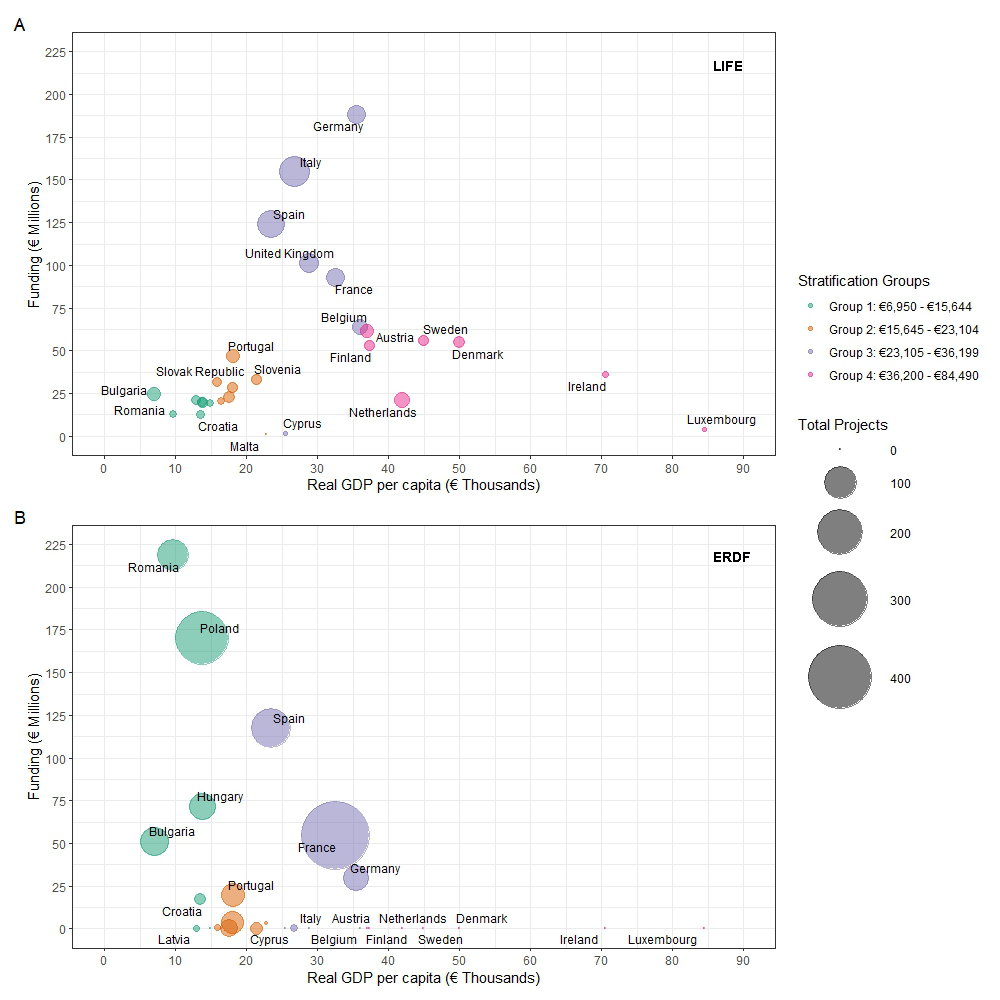 A
LIFE
225
200
175
150
125
100
75
50
25
0
Funding (€ Millions)
Germany
Italy
Spain
United Kingdom
France
Belgium
Austria
Sweden
Finland
Denmark
Portugal
Slovak Republic
Slovenia
Bulgaria
Romania
Croatia
Cyprus
Malta
Netherlands
Ireland
Luxembourg
0 10 20 30 40 50 60 70 80 90
Real GDP per capita (€ Thousands)
B
ERDF
225
200
175
150
125
100
75
50
25
0
Funding (€ Millions)
Romania
Poland
Spain
Hungary
Bulgaria
France
Germany
Portugal
Croatia
Italy Austria Netherlands Denmark
Latvia Cyprus Belgium Finland Sweden Ireland Luxembourg
0 10 20 30 40 50 60 70 80 90
Real GDP per capita (€ Thousands)
Stratification Groups
Group 1: €6,950 - €15,644
Group 2: €15,645 - €23,104
Group 3: €23,105 - €36,199
Group 4: €36,200 - €84,490
Total Projects
0
100
200
300
400